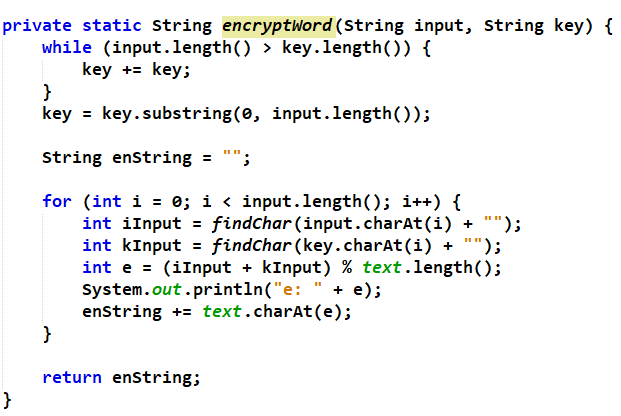 private static String encryptWord(String input, String key) {
    while (input.length() > key.length()) {
        key += key;
    }
    key = key.substring(0, input.length());

    String enString = "";

    for (int i = 0; i < input.length(); i++) {
        int iInput = findChar(input.charAt(i) + "");
        int kInput = findChar(key.charAt(i) + "");
        int e = (iInput + kInput) % text.length();
        System.out.println("e: " + e);
        enString += text.charAt(e);
    }

    return enString;
}